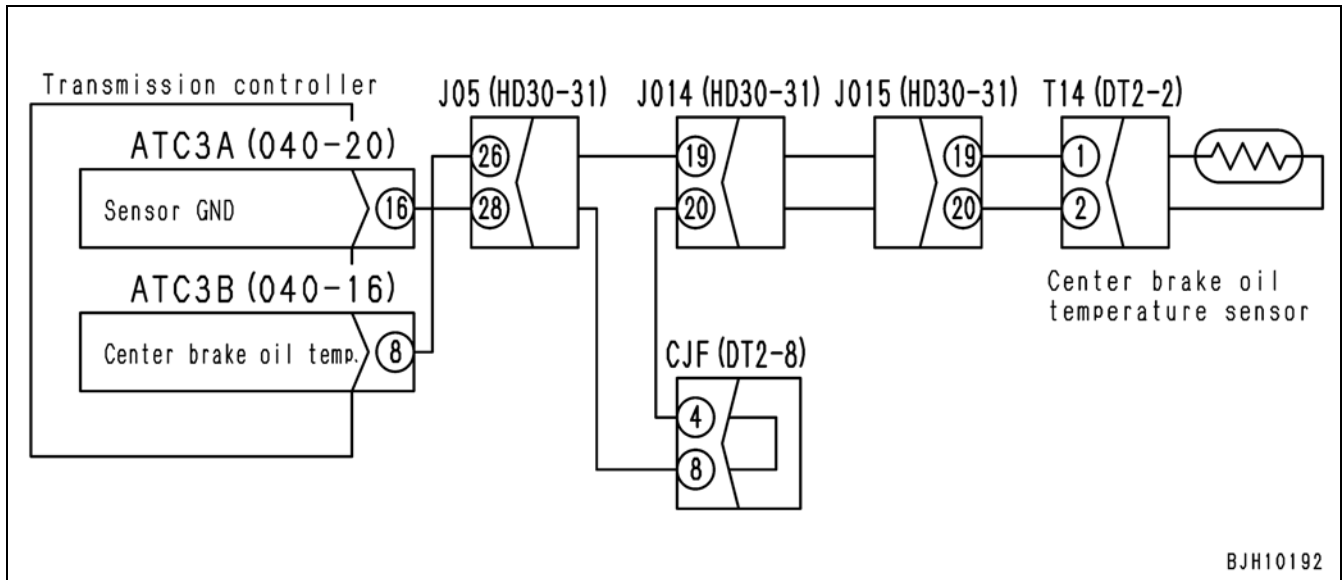 Transmission controller
J05 (HD30-31) J014 (HD30-31) J015 (HD30-31) T14 (DT2-2)
ATC3A (040-20)
Sensor GND
16
26
28
19
20
19
20
1
2
ATC3B (040-16)
Center brake oil temp.
8
Center brake oil
temperature sensor
CJF (DT2-8)
4
8
BJH10192